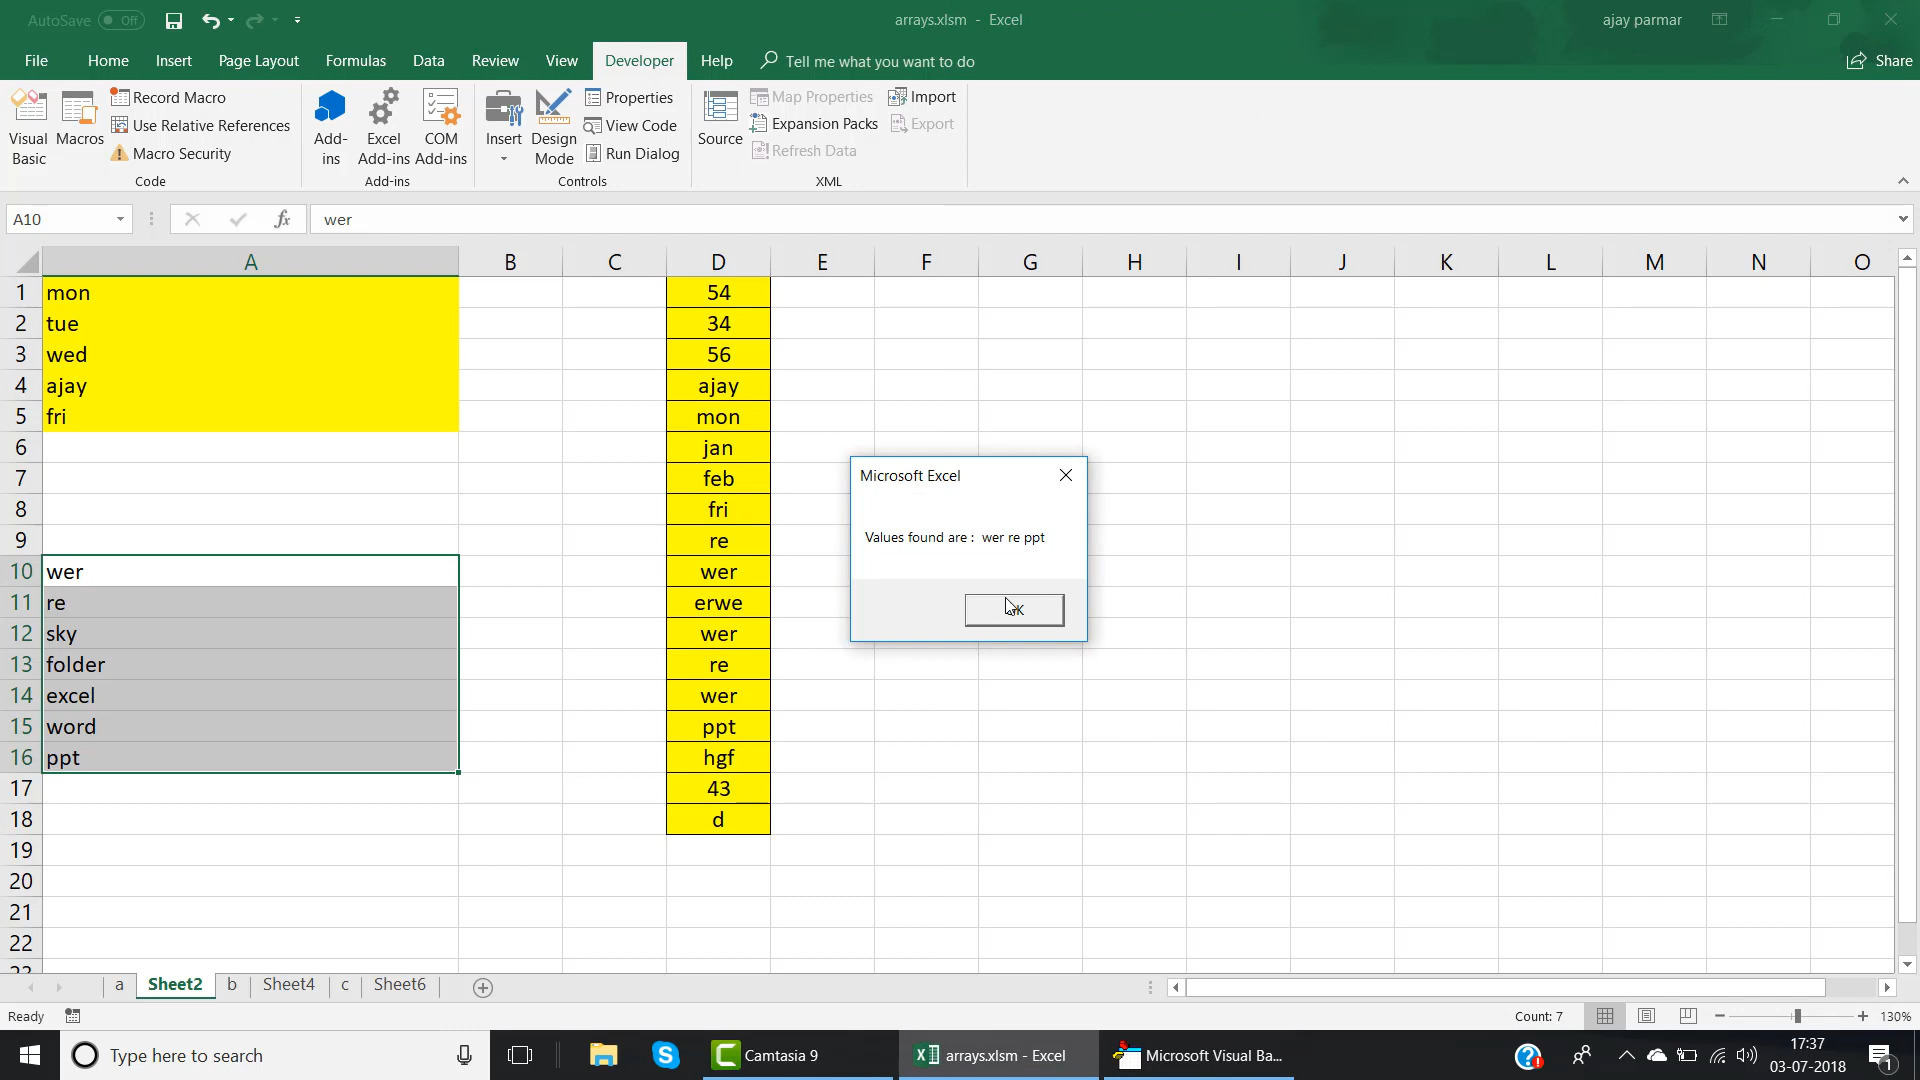 AutoSave Off
arrays.xlsm - Excel
ajay parmar
File Home Insert Page Layout Formulas Data Review View Developer Help Tell me what you want to do Share
Visual Basic
Macros
Record Macro
Use Relative References
Macro Security
Code
Add-ins
Excel Add-ins
COM Add-ins
Add-ins
Insert
Design Mode
Properties
View Code
Run Dialog
Controls
Source
Map Properties
Expansion Packs
Refresh Data
Import
Export
XML
A10
fx
wer
A B C D E F G H I J K L M N O
1 mon 54
2 tue 34
3 wed 56
4 ajay ajay
5 fri mon
6 jan
7 feb
8 fri
9 re
10 wer wer
11 re erwe
12 sky wer
13 folder re
14 excel wer
15 word ppt
16 ppt hgf
17 43
18 d
19
20
21
22
23
Microsoft Excel
Values found are : wer re ppt
a Sheet2 b Sheet4 c Sheet6
Ready
Count: 7
130%
Type here to search
Camtasia 9
arrays.xlsm - Excel
Microsoft Visual Ba...
17:37
03-07-2018
1